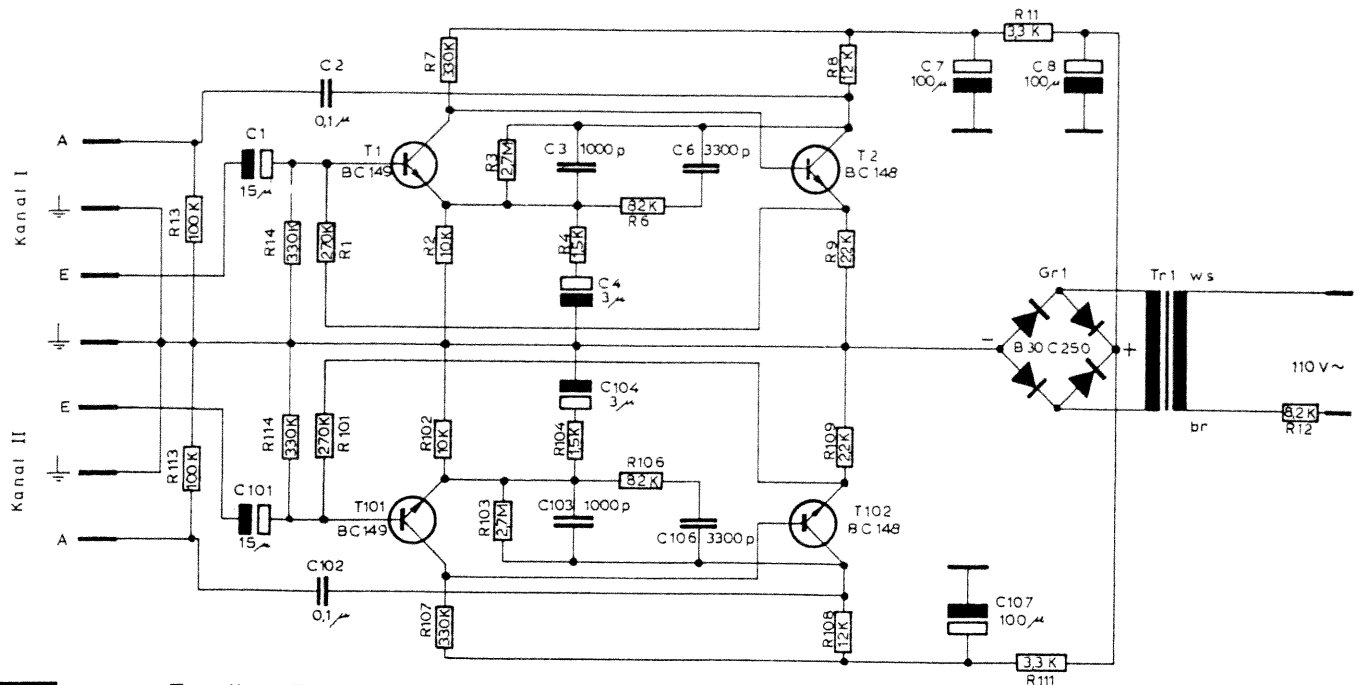 R11
3,3 K
R7
330K
R8
12K
C7
100µ
C8
100µ
C2
0,1µ
A
C1
15µ
T1
BC149
R3
2,7M
C3 1000p
C6 3300p
T2
BC148
Kanal I
R13
100K
R14
330K
270K
R1
R2
10K
R4
1,5K
82K
R6
R9
2,2K
E
C4
3µ
Gr1
Tr1 ws
− B30C250 +
110V~
E
C104
3µ
Kanal II
R113
100K
R114
330K
270K
R101
R102
10K
R104
1,5K
R109
2,2K
8,2K
R12
br
R106
82K
C101
15µ
T101
BC149
R103
2,7M
C103 1000p
C106 3300p
T102
BC148
A
C102
0,1µ
R107
330K
R108
12K
C107
100µ
3,3 K
R111